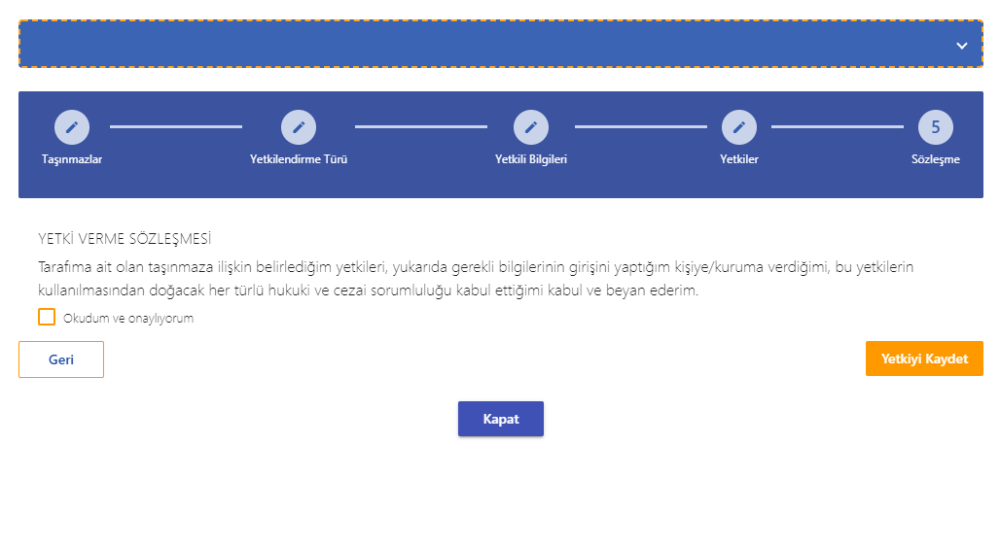 5
Taşınmazlar Yetkilendirme Türü Yetkili Bilgileri Yetkiler Sözleşme
YETKİ VERME SÖZLEŞMESİ
Tarafıma ait olan taşınmaza ilişkin belirlediğim yetkileri, yukarıda gerekli bilgilerinin girişini yaptığım kişiye/kuruma verdiğimi, bu yetkilerin
kullanılmasından doğacak her türlü hukuki ve cezai sorumluluğu kabul ettiğimi kabul ve beyan ederim.
Okudum ve onaylıyorum
Geri Yetkiyi Kaydet
Kapat